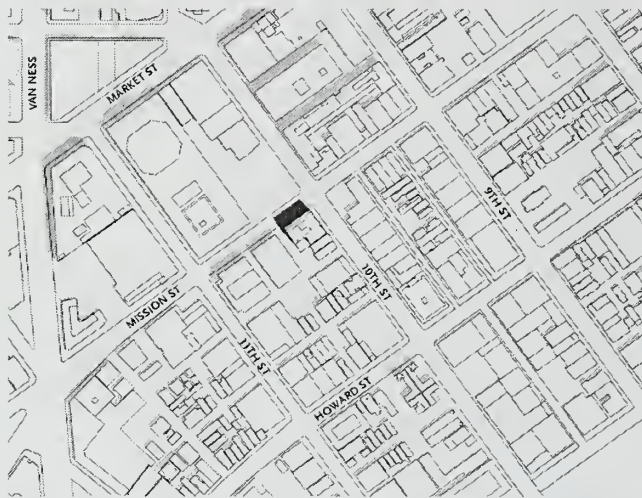 VAN NESS
MARKET ST
9TH ST
10TH ST
MISSION ST
11TH ST
HOWARD ST